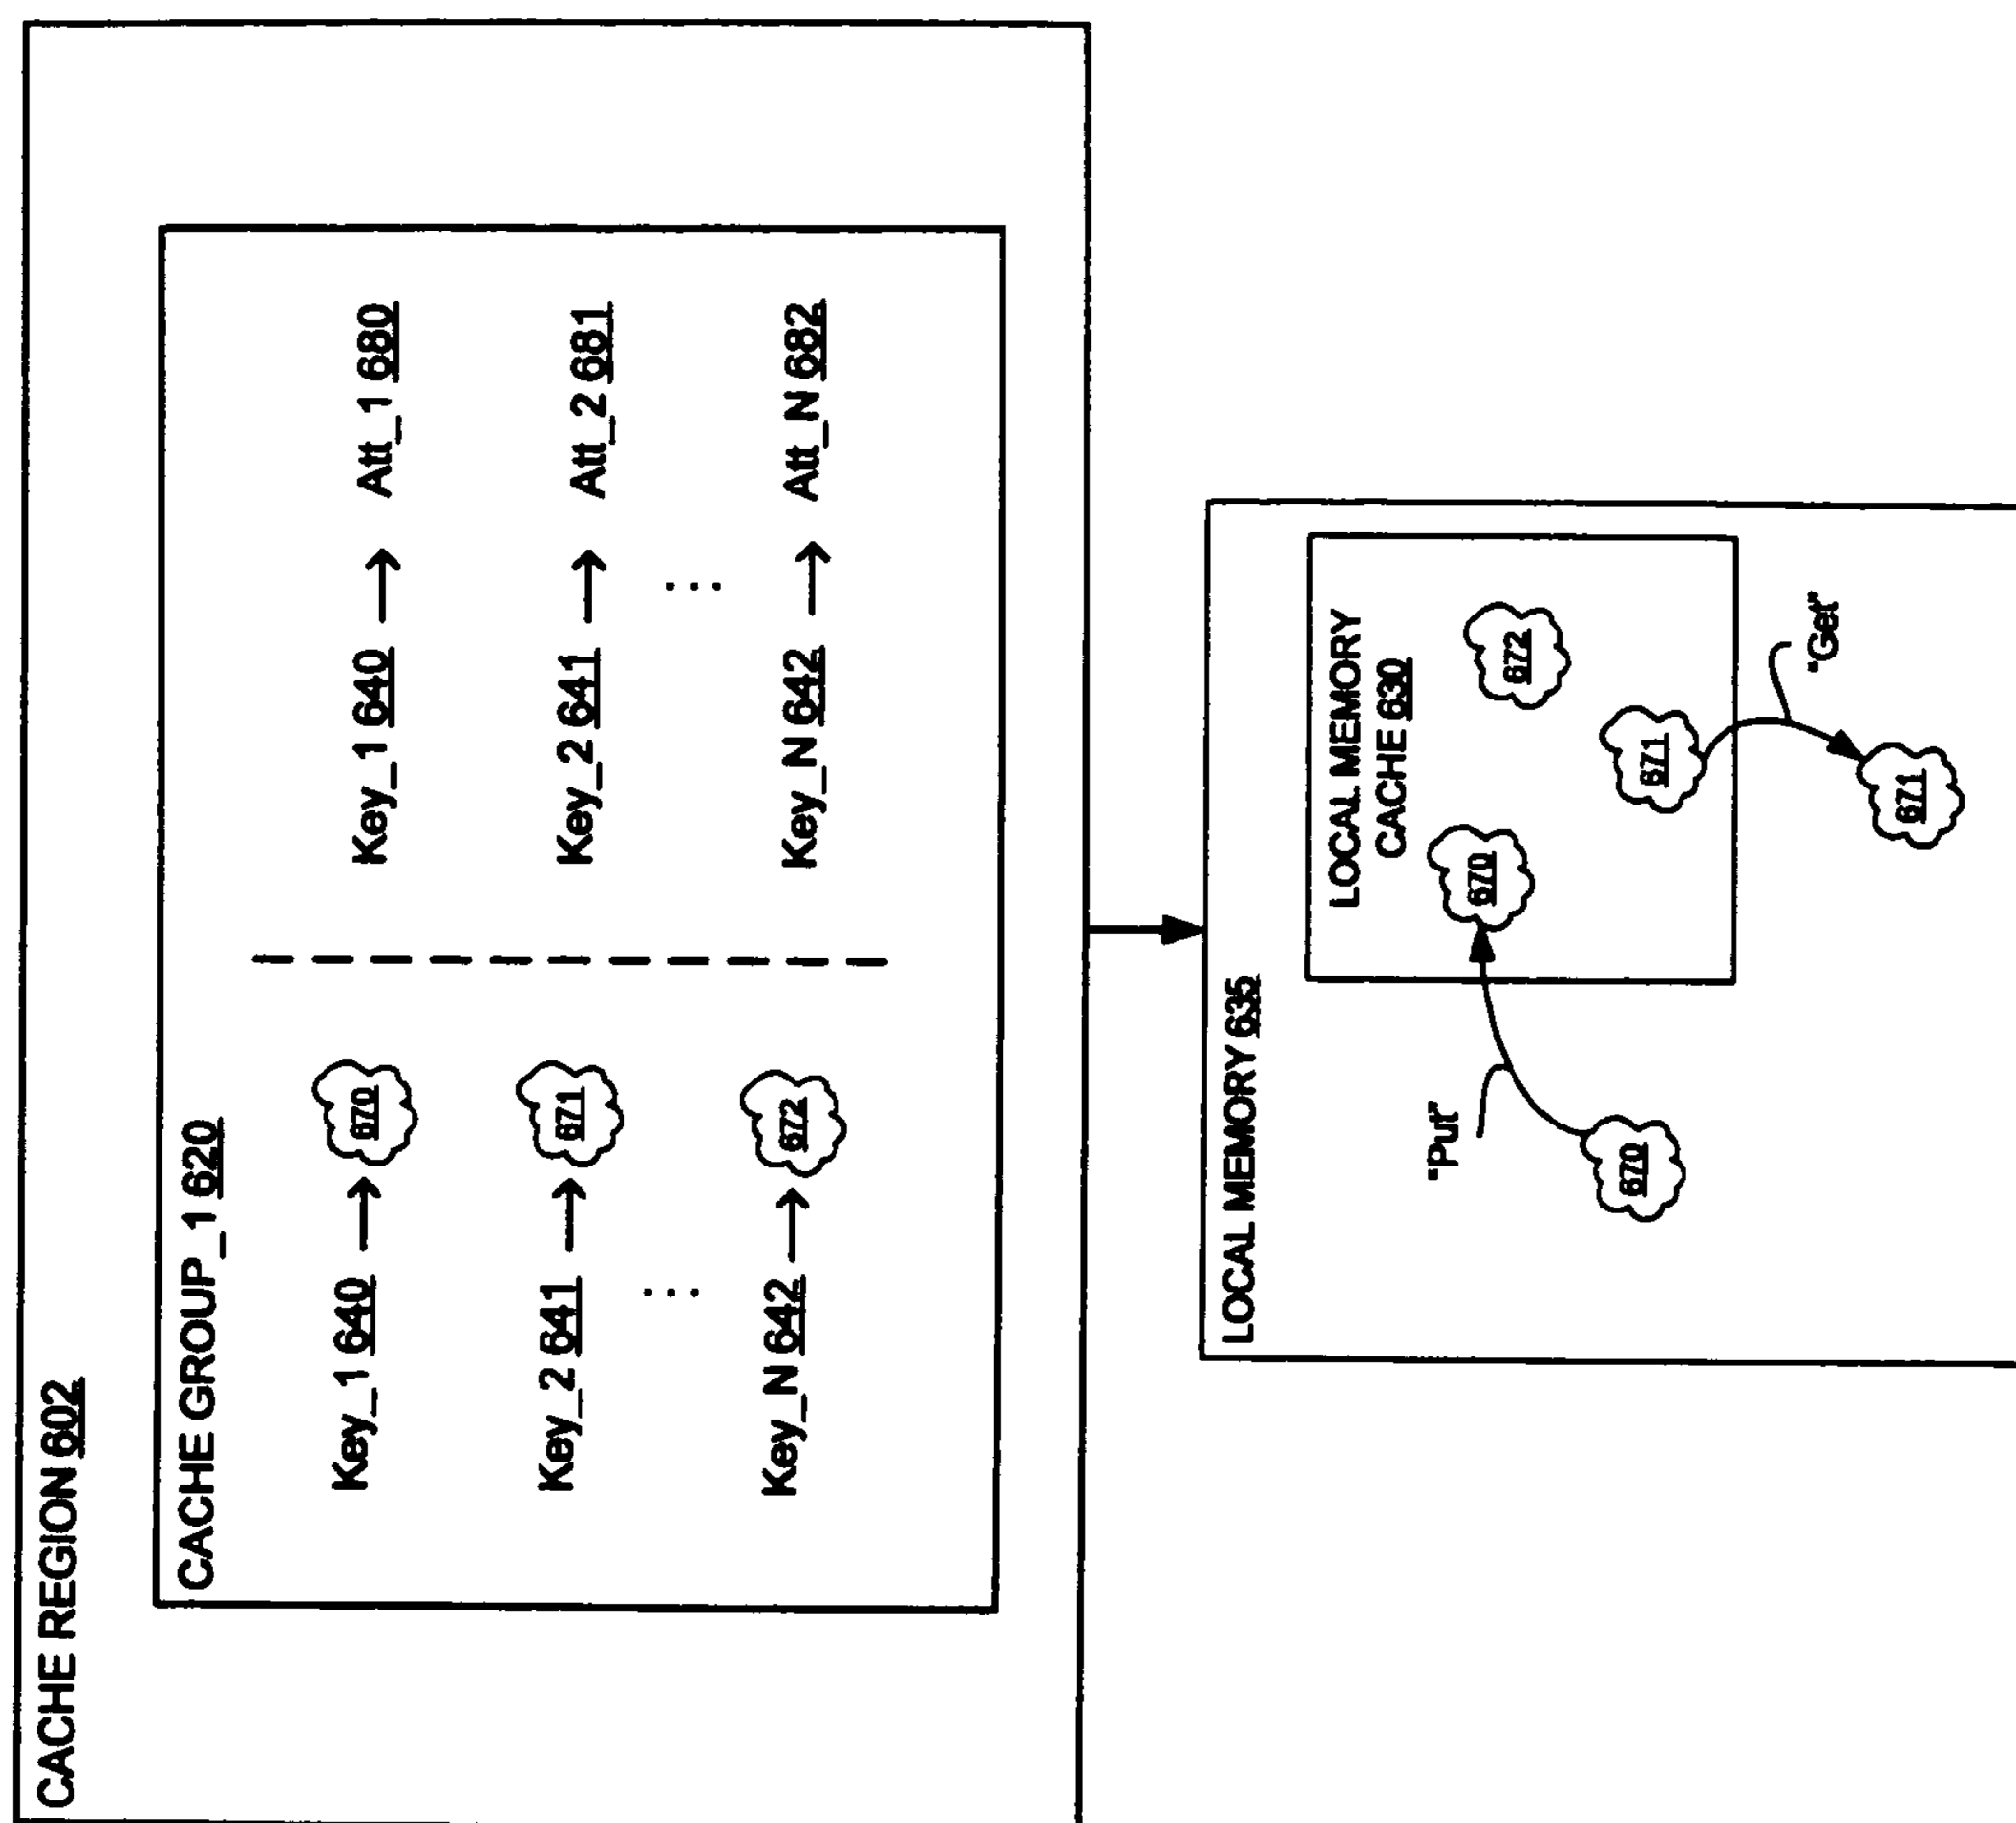 CACHE REGION 602
CACHE GROUP_1 620
Key_1 640 → 670
Key_1 640 → Att_1 680
Key_2 641 → 671
Key_2 641 → Att_2 681
...
...
Key_N 642 → 672
Key_N 642 → Att_N 682
LOCAL MEMORY 635
LOCAL MEMORY
CACHE 630
"Put"
670
670
672
671
"Get"
671